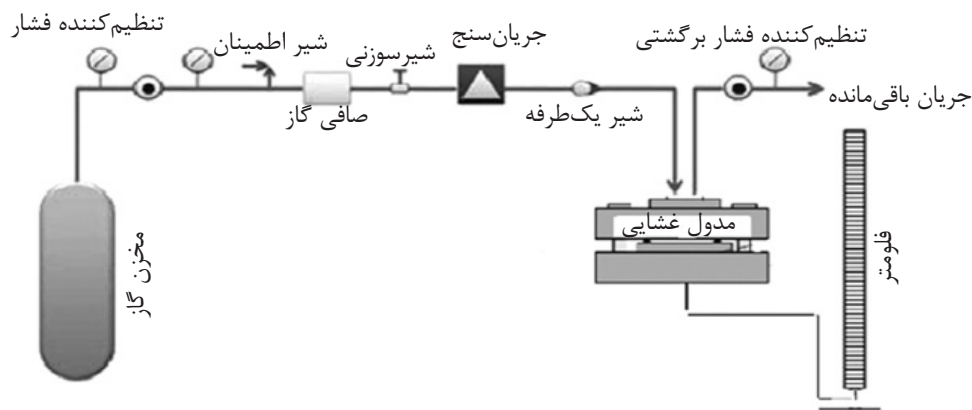 تنظیم‌کننده فشار
شیر اطمینان
شیرسوزنی
جریان‌سنج
تنظیم‌کننده فشار برگشتی
جریان باقی‌مانده
صافی گاز
شیر یک‌طرفه
مدول غشایی
مخزن گاز
فلومتر